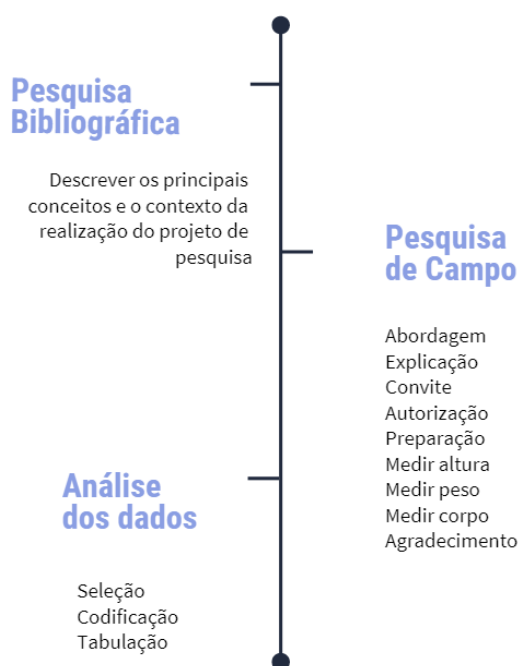 Pesquisa
Bibliográfica
Descrever os principais
conceitos e o contexto da
realização do projeto de
pesquisa
Pesquisa
de Campo
Abordagem
Explicação
Convite
Autorização
Preparação
Medir altura
Medir peso
Medir corpo
Agradecimento
Análise
dos dados
Seleção
Codificação
Tabulação